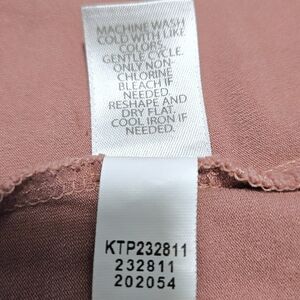 MACHINE WASH
COLD WITH LIKE
COLORS,
GENTLE CYCLE.
ONLY NON-
CHLORINE
BLEACH IF
NEEDED.
RESHAPE AND
DRY FLAT.
COOL IRON IF
NEEDED.
KTP232811
232811
202054